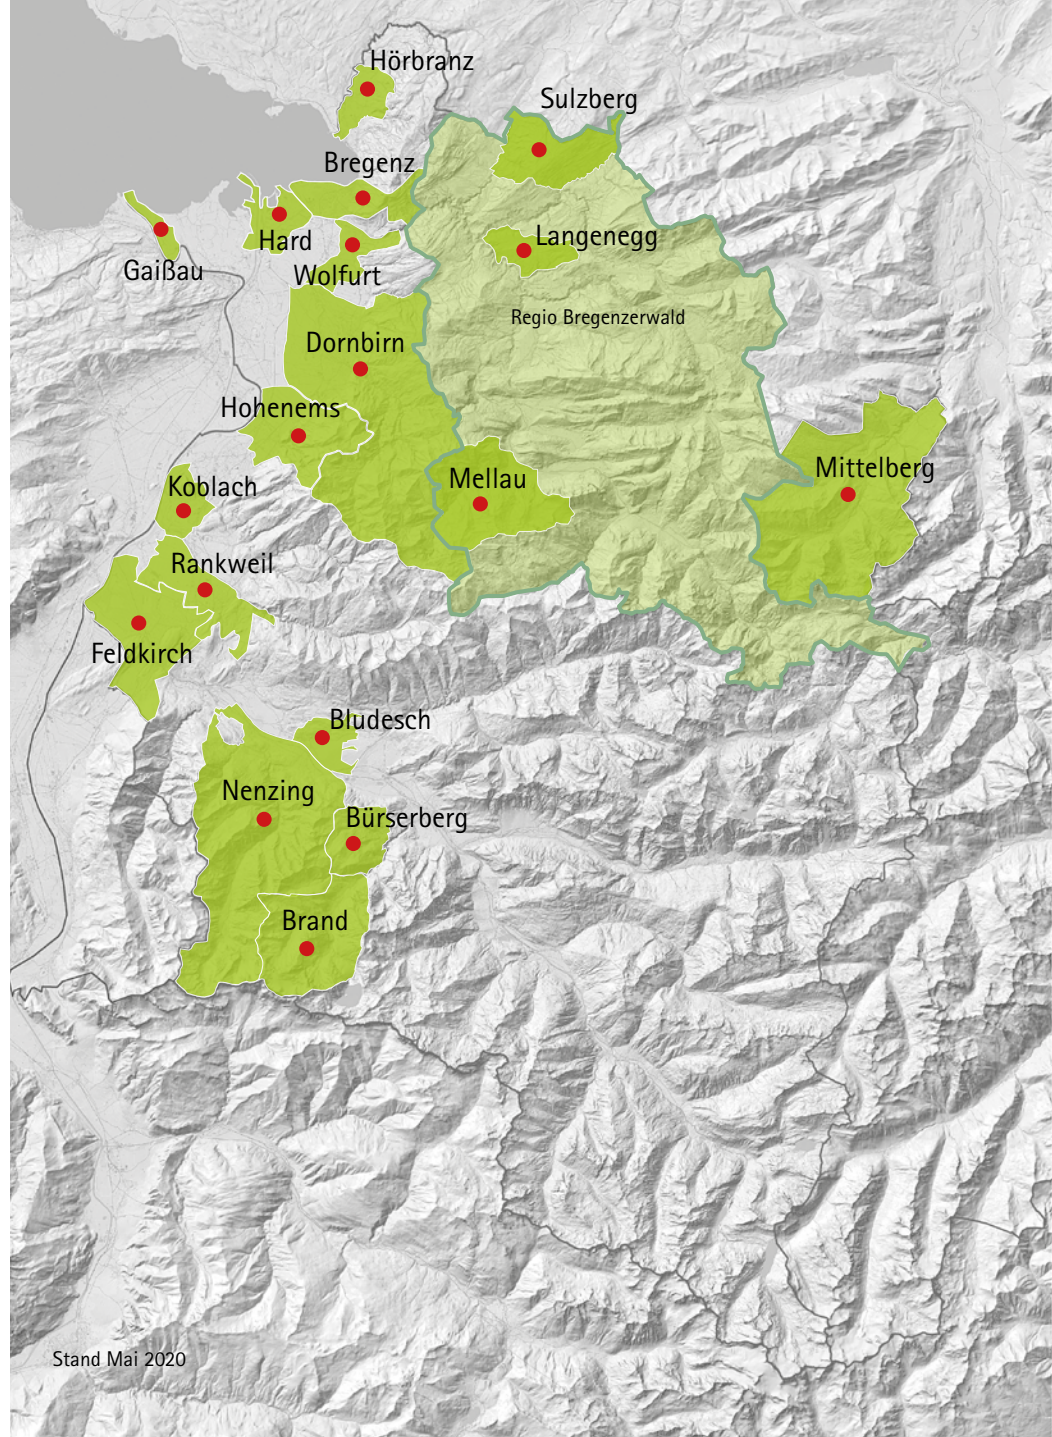 Hörbranz
Sulzberg
Bregenz
Hard
Langenegg
Gaißau
Wolfurt
Regio Bregenzerwald
Dornbirn
Hohenems
Mittelberg
Mellau
Koblach
Rankweil
Feldkirch
Bludesch
Nenzing
Bürserberg
Brand
Stand Mai 2020